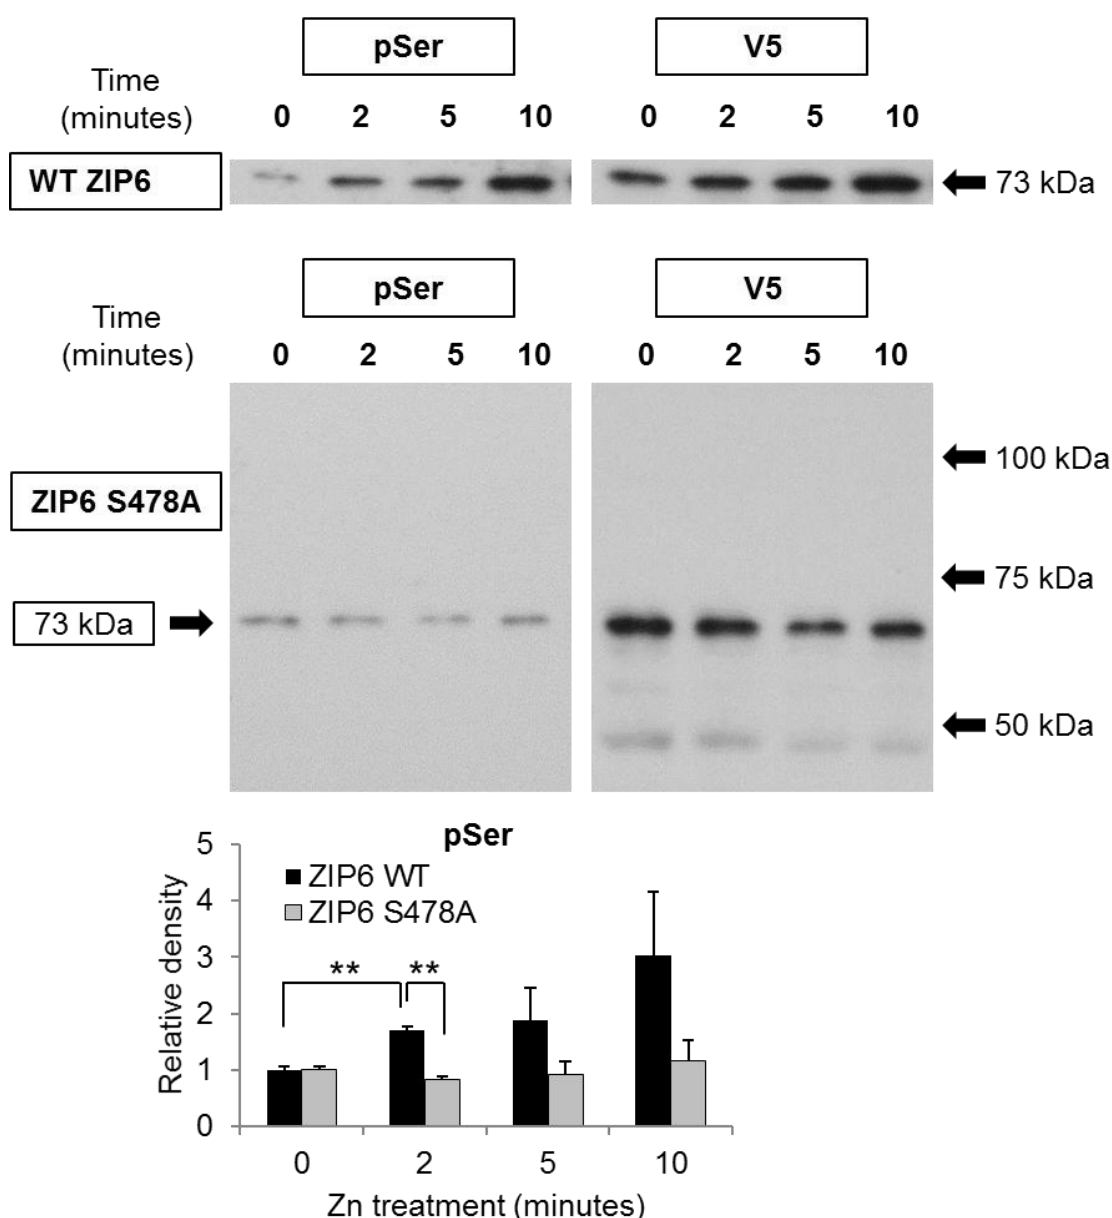 pSer V5
Time
(minutes) 0 2 5 10 0 2 5 10
WT ZIP6 73 kDa
pSer V5
Time
(minutes) 0 2 5 10 0 2 5 10
100 kDa
ZIP6 S478A
75 kDa
73 kDa
50 kDa
pSer
5
ZIP6 WT
4
ZIP6 S478A
3
** **
2
1
0
Relative density
0 2 5 10
Zn treatment (minutes)